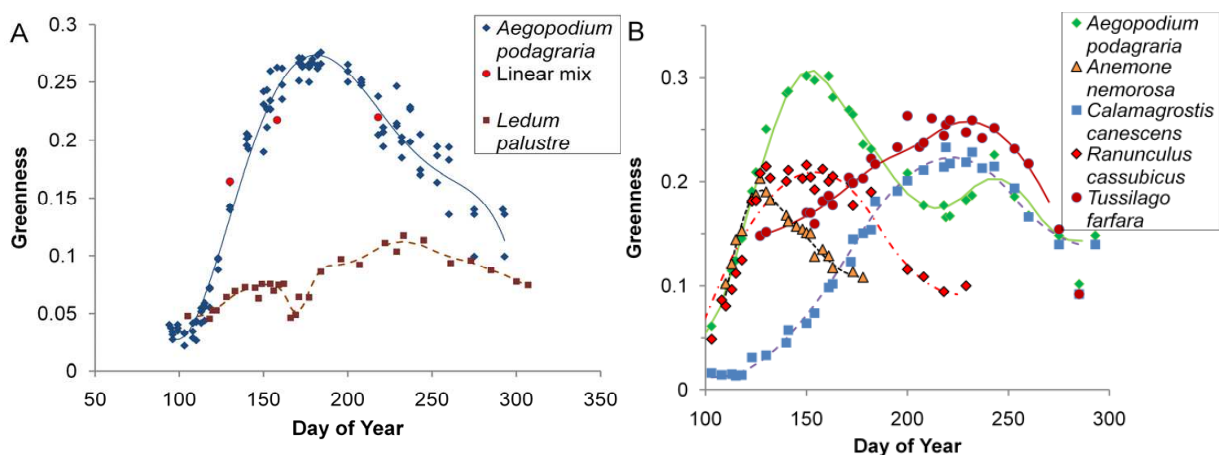 A
0.3
0.25
0.2
0.15
0.1
0.05
0
50
100
150
200
250
300
350
Greenness
Day of Year
Aegopodium
podagraria
Linear mix
Ledum
palustre
B
0.3
0.2
0.1
0
100
150
200
250
300
Greenness
Day of Year
Aegopodium
podagraria
Anemone
nemorosa
Calamagrostis
canescens
Ranunculus
cassubicus
Tussilago
farfara